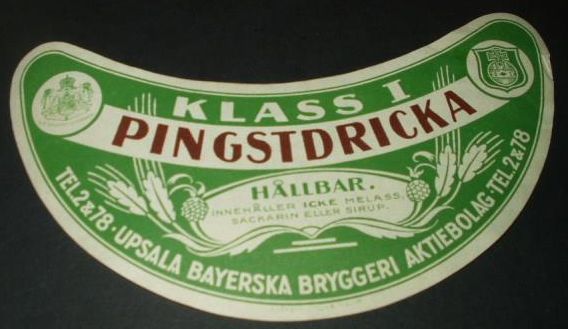 KLASS I
PINGSTDRICKA
HÅLLBAR.
INNEHÅLLER ICKE MELASS,
SACKARIN ELLER SIRUP.
TEL. 2 & 78 · UPSALA BAYERSKA BRYGGERI AKTIEBOLAG · TEL. 2 & 78